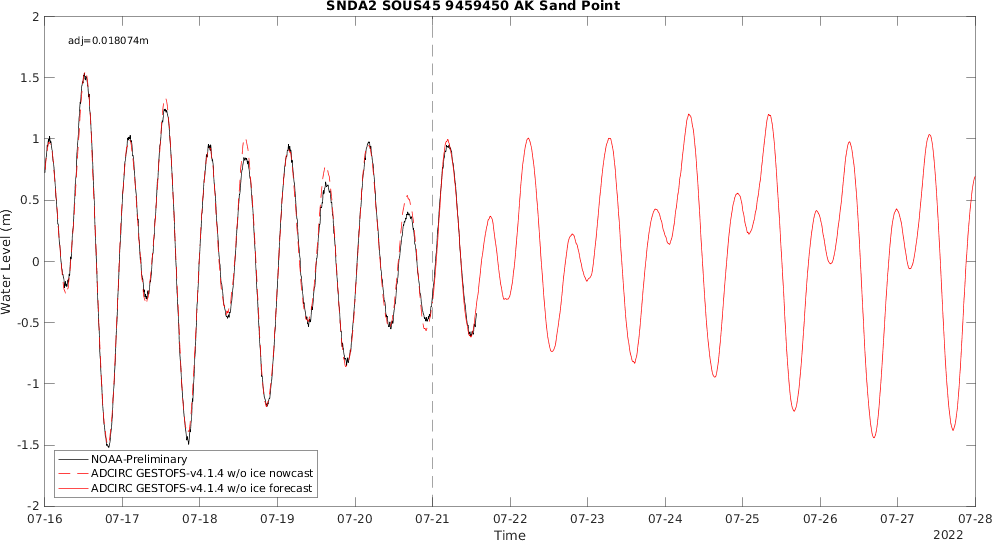 SNDA2 SOUS45 9459450 AK Sand Point
adj=0.018074m
2
1.5
1
0.5
0
-0.5
-1
-1.5
-2
Water Level (m)
NOAA-Preliminary
ADCIRC GESTOFS-v4.1.4 w/o ice nowcast
ADCIRC GESTOFS-v4.1.4 w/o ice forecast
07-16 07-17 07-18 07-19 07-20 07-21 07-22 07-23 07-24 07-25 07-26 07-27 07-28
Time
2022